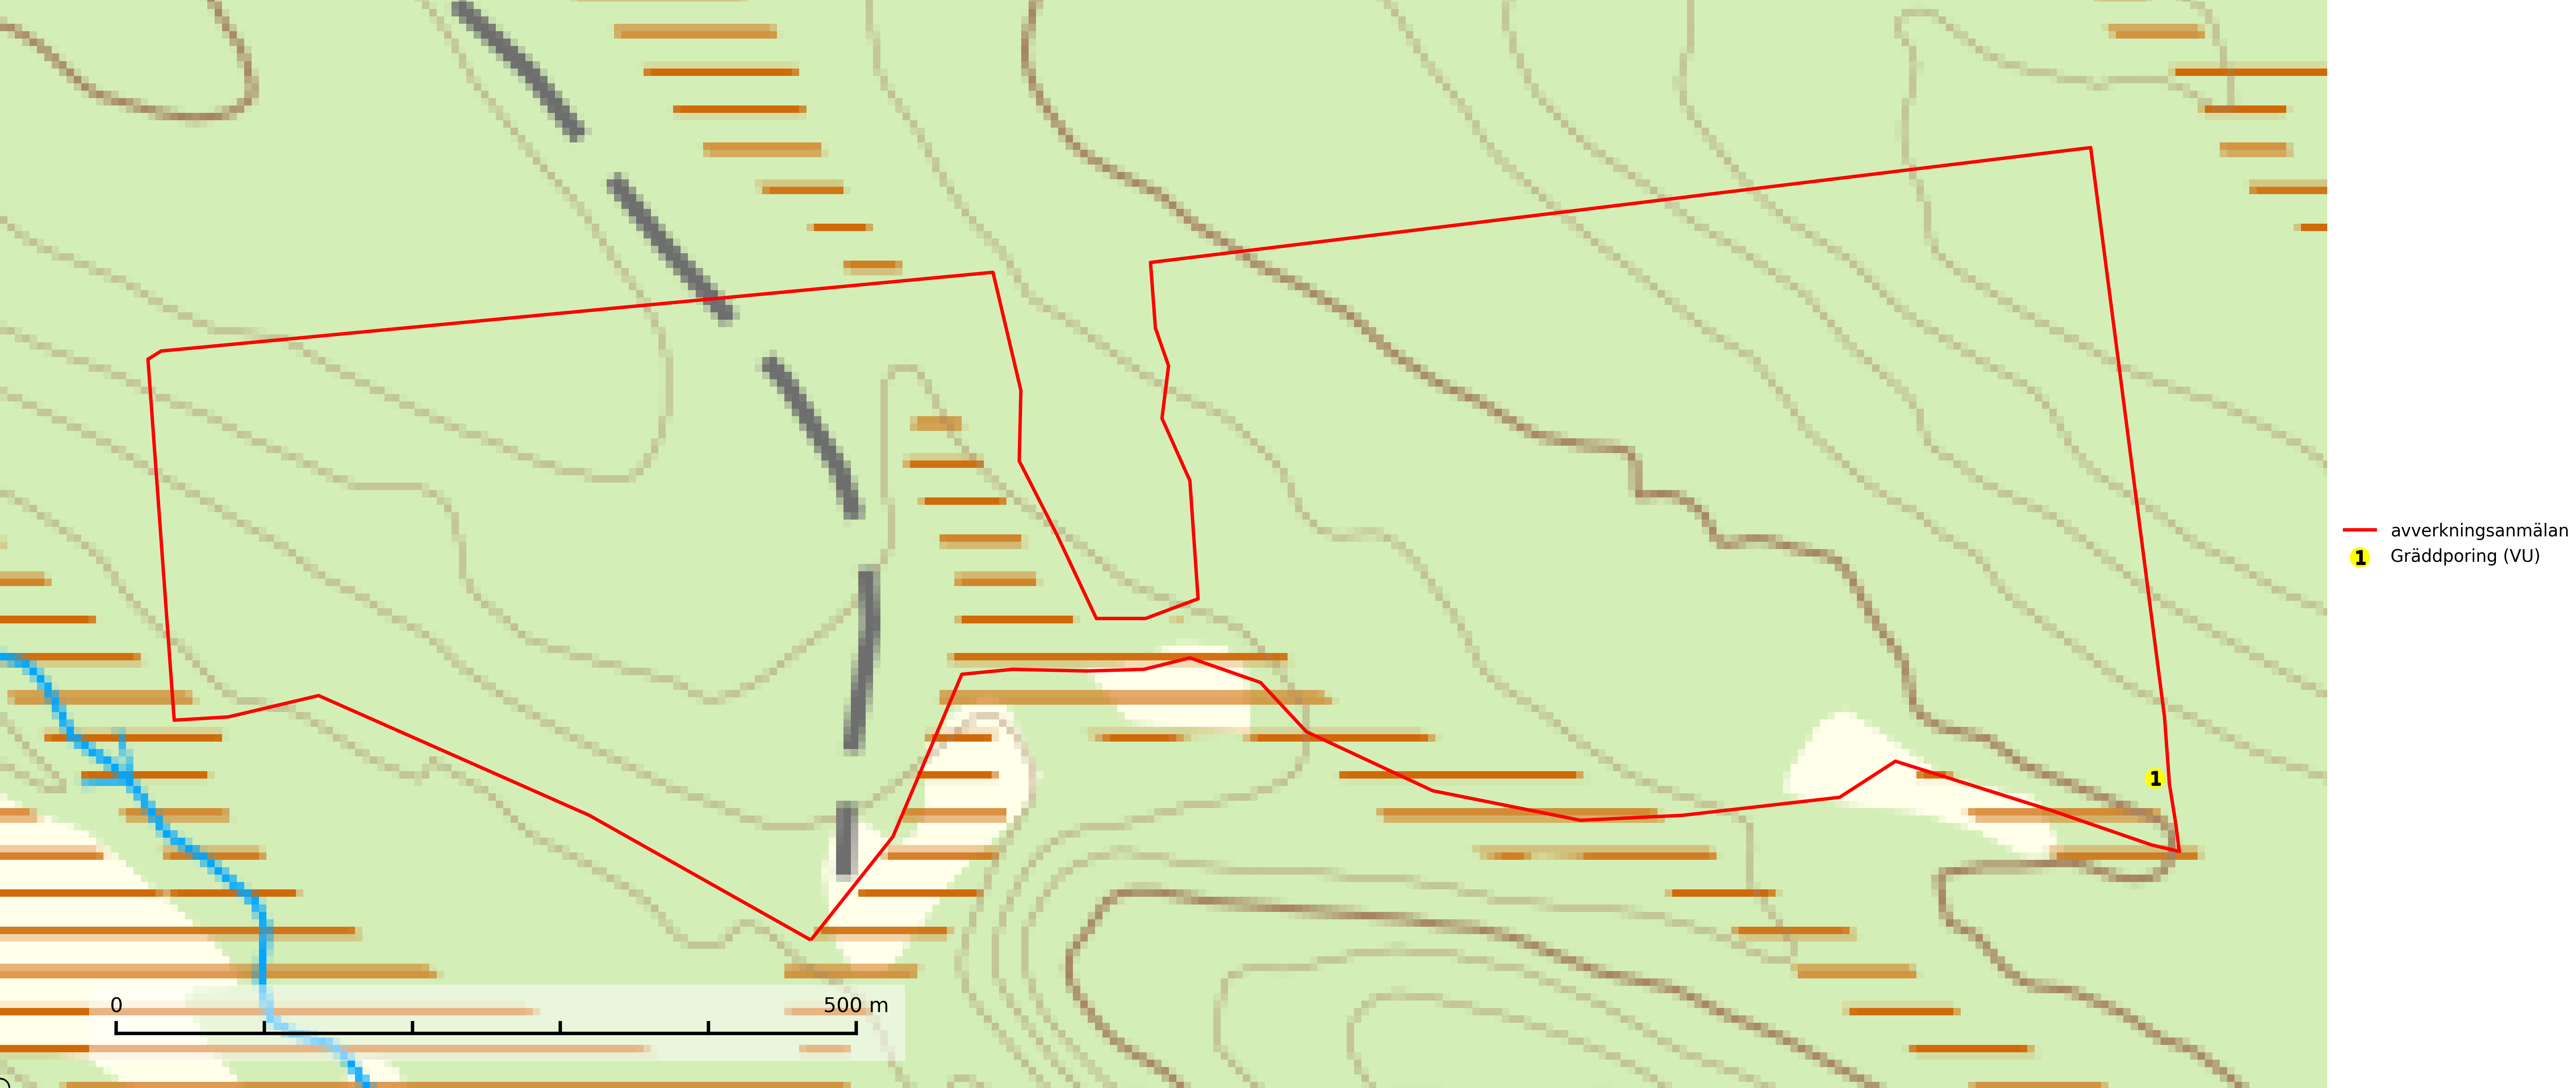 avverkningsanmälan
1 Gräddporing (VU)
1
0 500 m